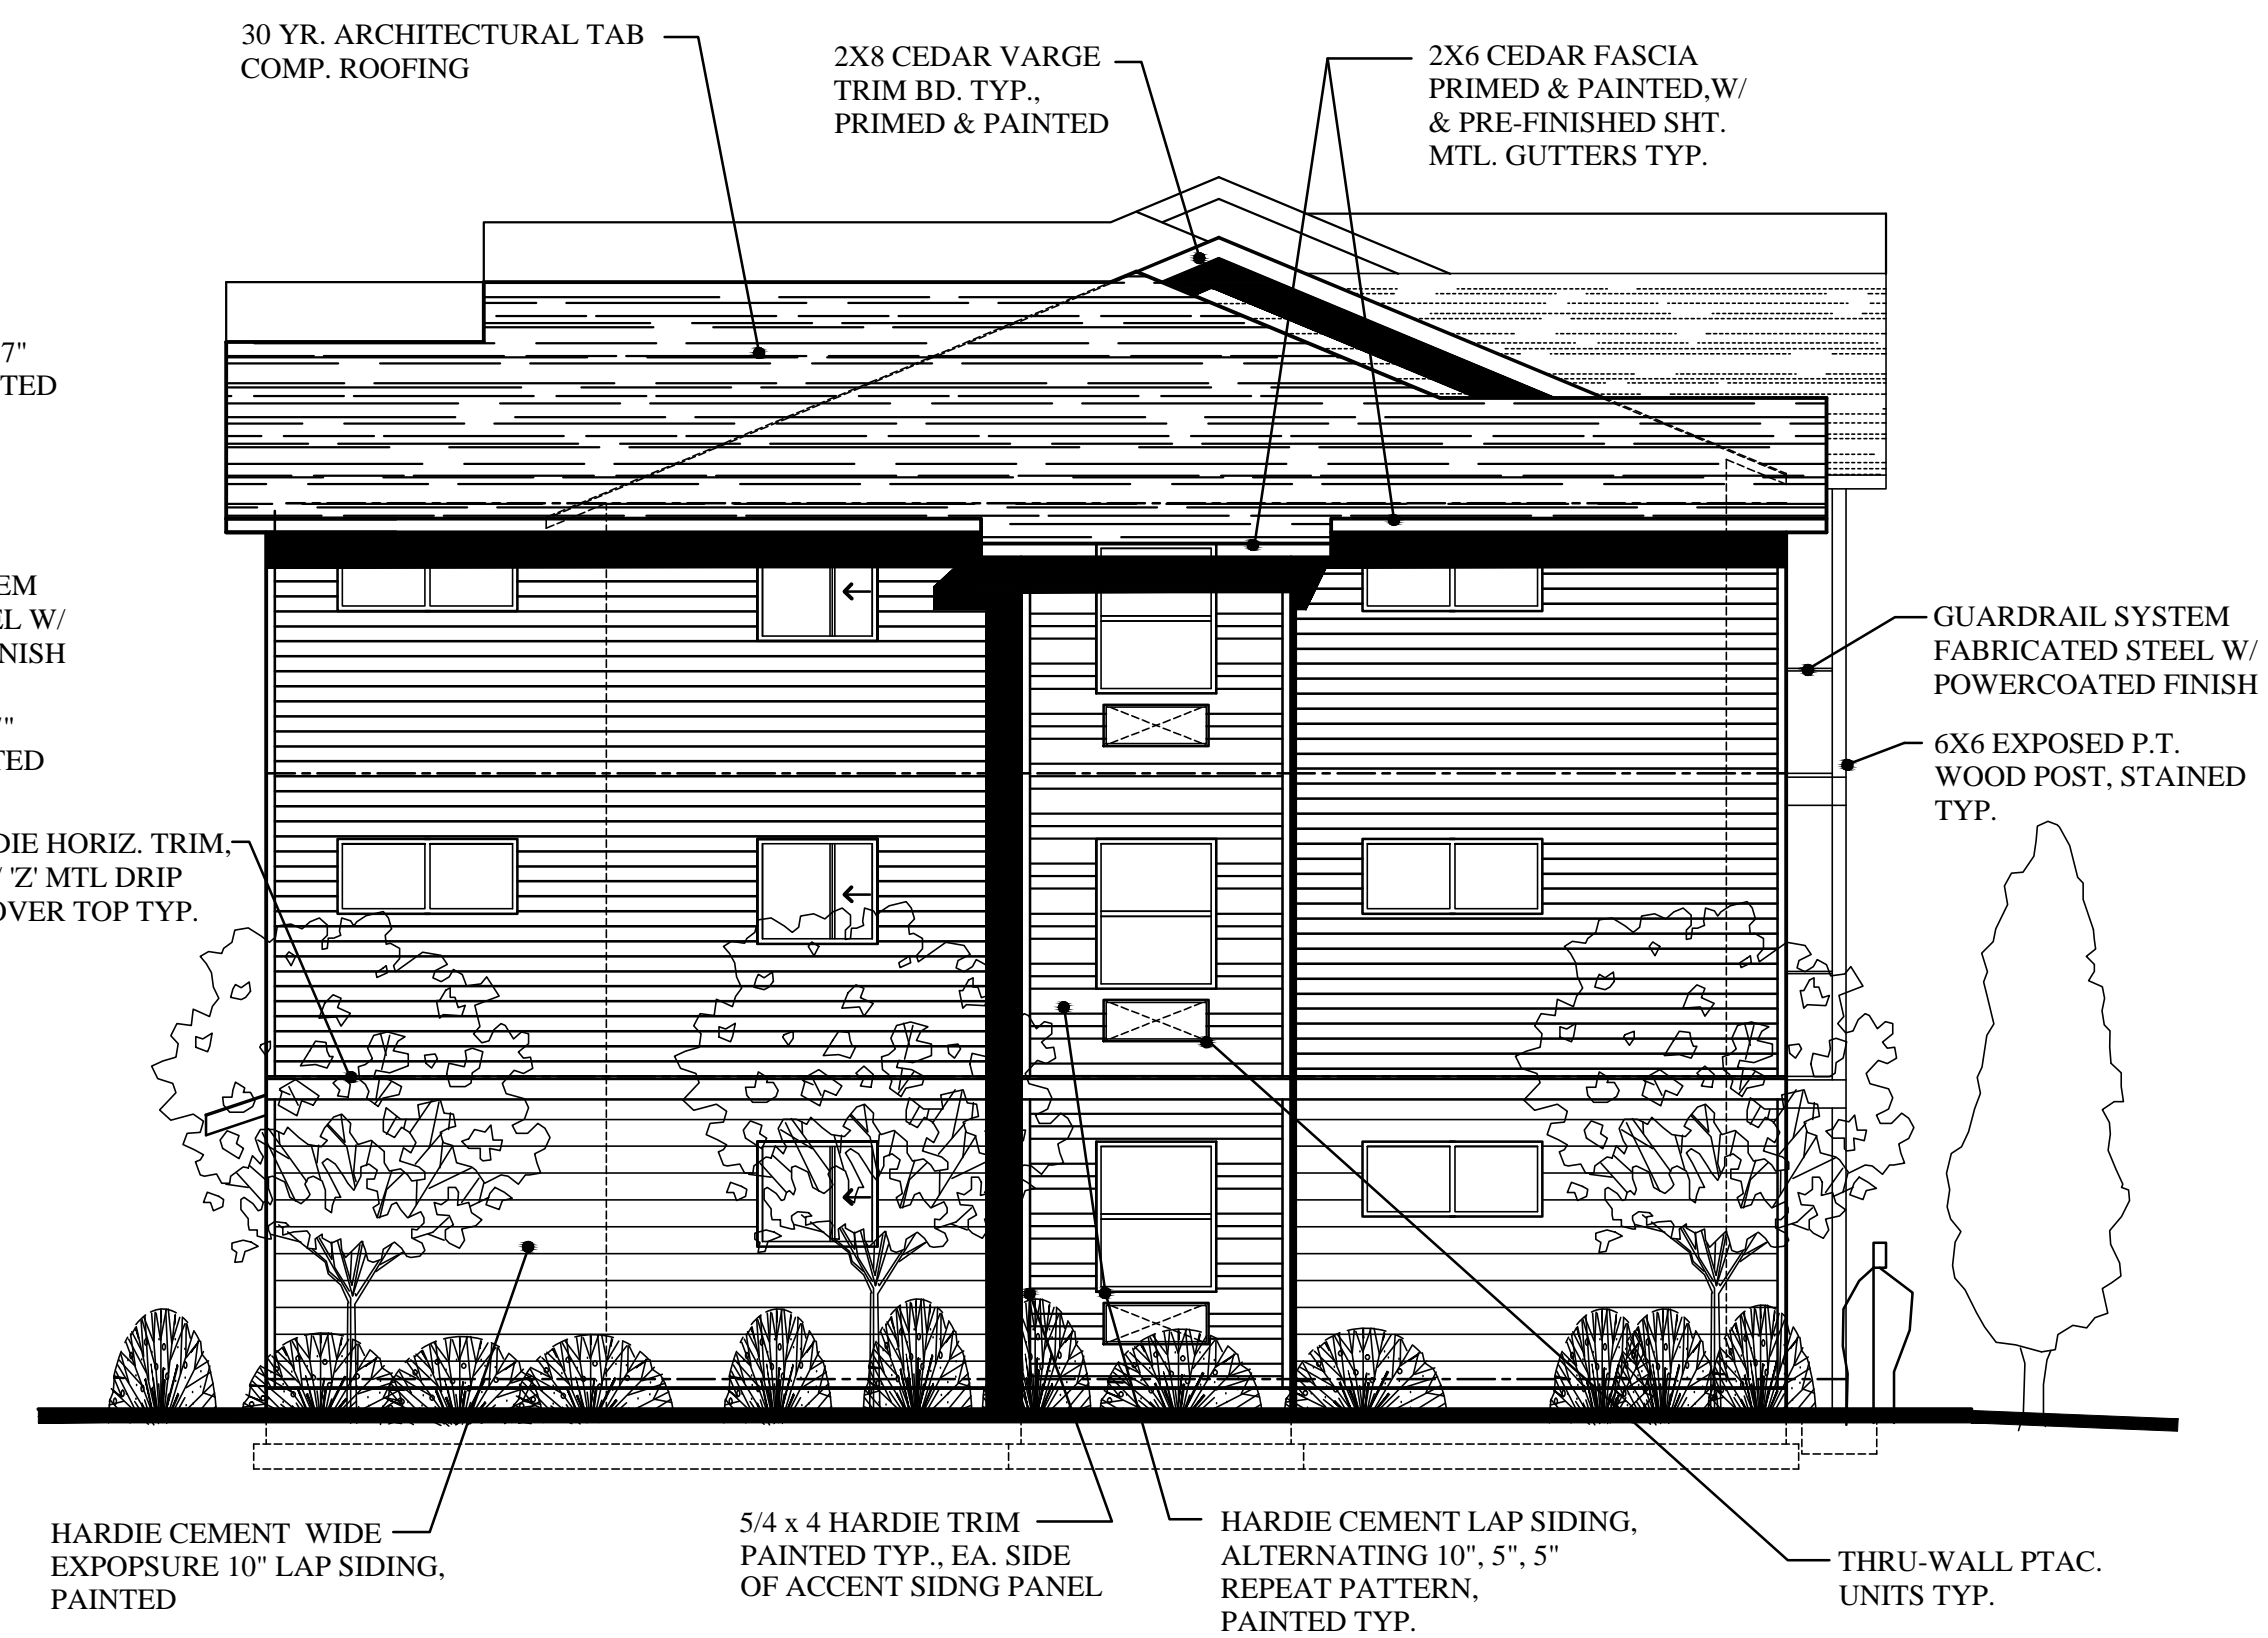 30 YR. ARCHITECTURAL TAB
COMP. ROOFING
2X8 CEDAR VARGE
TRIM BD. TYP.,
PRIMED & PAINTED
2X6 CEDAR FASCIA
PRIMED & PAINTED,W/
& PRE-FINISHED SHT.
MTL. GUTTERS TYP.
7"
TED
EM
EL W/
NISH
"
TED
DIE HORIZ. TRIM,
/ 'Z' MTL DRIP
OVER TOP TYP.
GUARDRAIL SYSTEM
FABRICATED STEEL W/
POWERCOATED FINISH
6X6 EXPOSED P.T.
WOOD POST, STAINED
TYP.
HARDIE CEMENT  WIDE
EXPOPSURE 10" LAP SIDING,
PAINTED
5/4 x 4 HARDIE TRIM
PAINTED TYP., EA. SIDE
OF ACCENT SIDNG PANEL
HARDIE CEMENT LAP SIDING,
ALTERNATING 10", 5", 5"
REPEAT PATTERN,
PAINTED TYP.
THRU-WALL PTAC.
UNITS TYP.